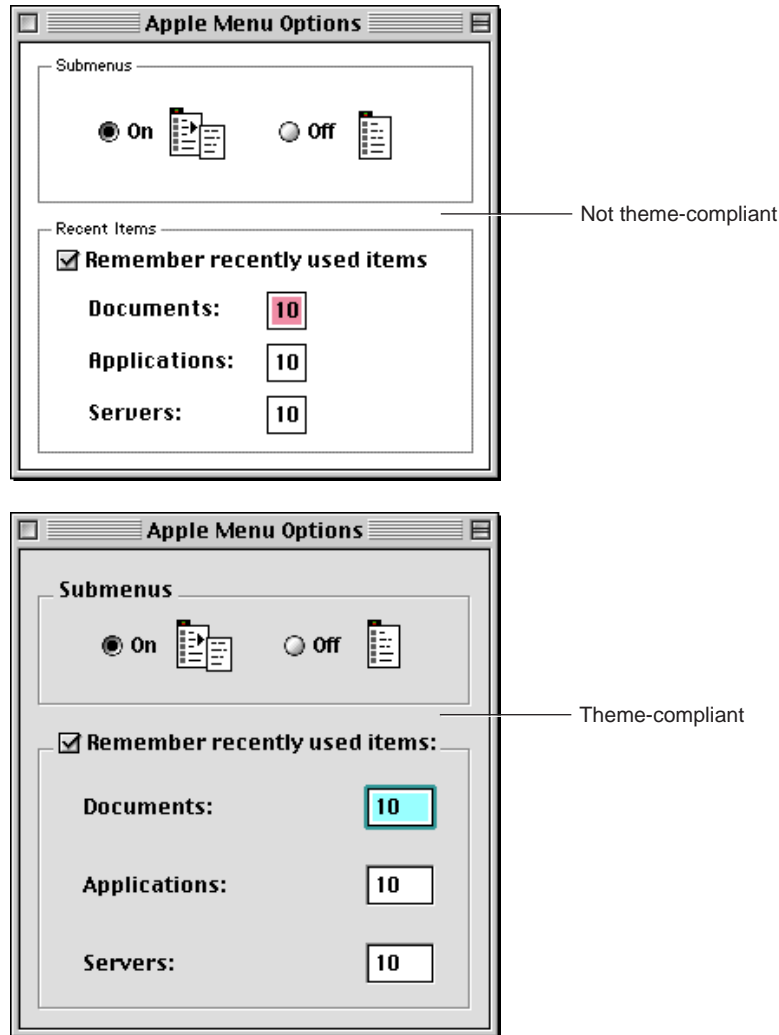 Apple Menu Options
Submenus
On Off
Not theme-compliant
Recent Items
Remember recently used items
Documents: 10
Applications: 10
Servers: 10
Apple Menu Options
Submenus
On Off
Theme-compliant
Remember recently used items:
Documents: 10
Applications: 10
Servers: 10